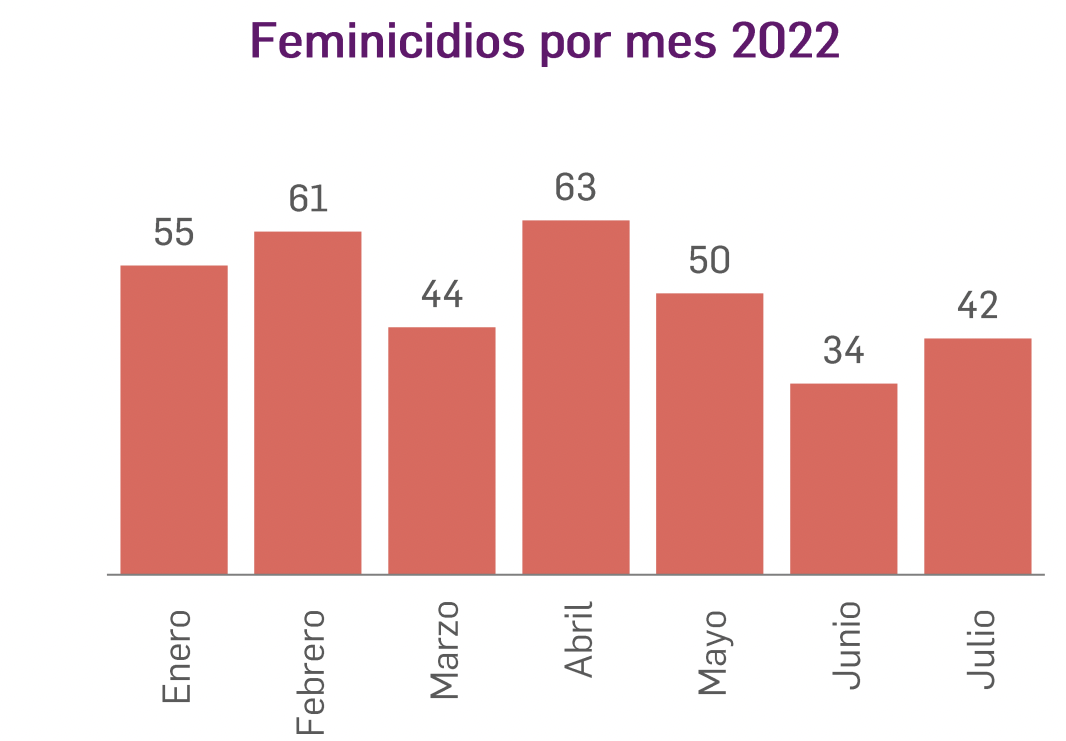 Feminicidios por mes 2022
55
61
44
63
50
34
42
Enero
Febrero
Marzo
Abril
Mayo
Junio
Julio